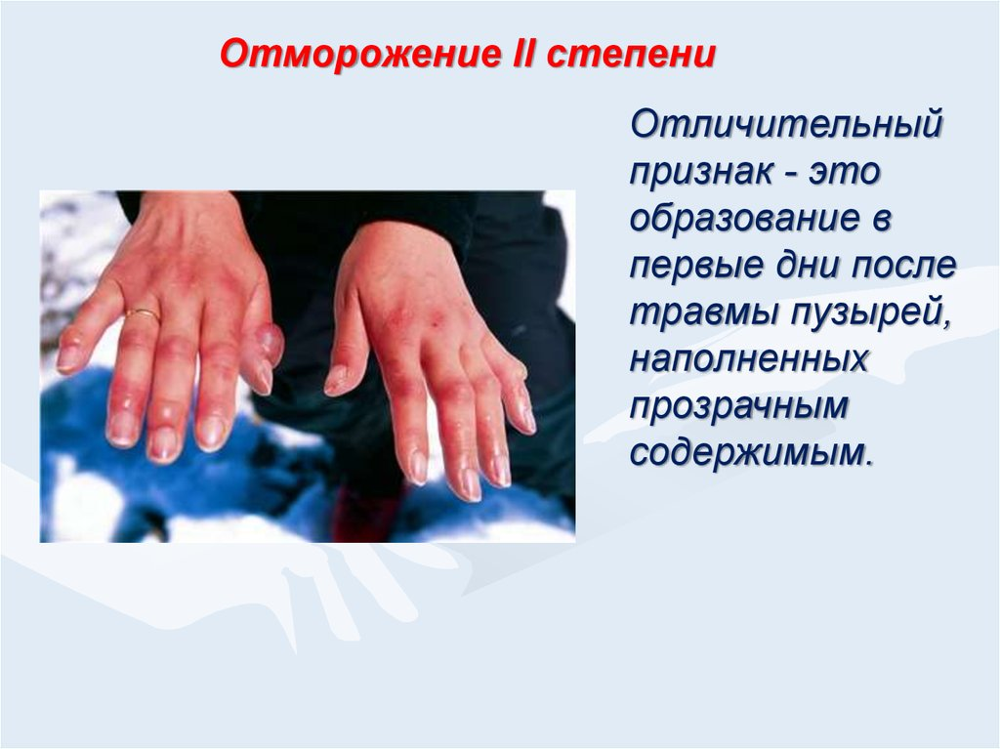 Отморожение II степени
Отличительный
признак - это
образование в
первые дни после
травмы пузырей,
наполненных
прозрачным
содержимым.